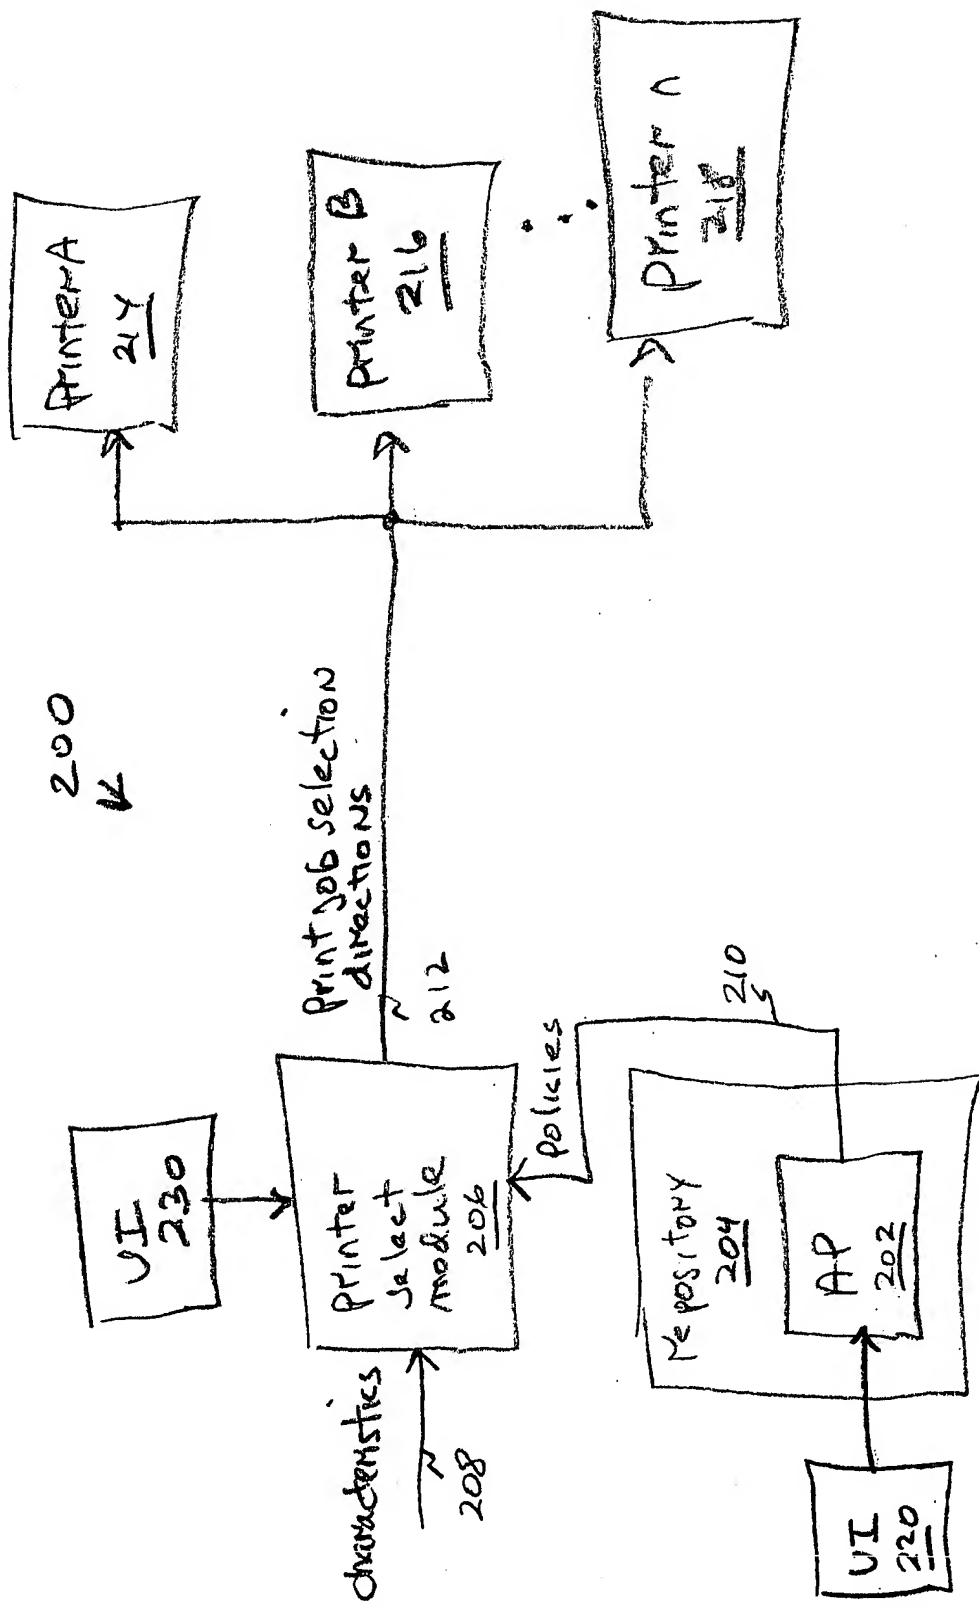 200
UI
230
characteristics
208
Printer
select
module
206
Print job selection
directions
212
Policies
210
repository
204
AP
202
UI
220
Printer A
214
Printer B
216
Printer n
218